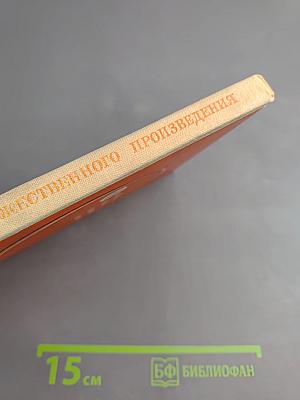 ЖЕСТВЕННОГО ПРОИЗВЕДЕНИЯ
15 см
БФ БИБЛИОФАН